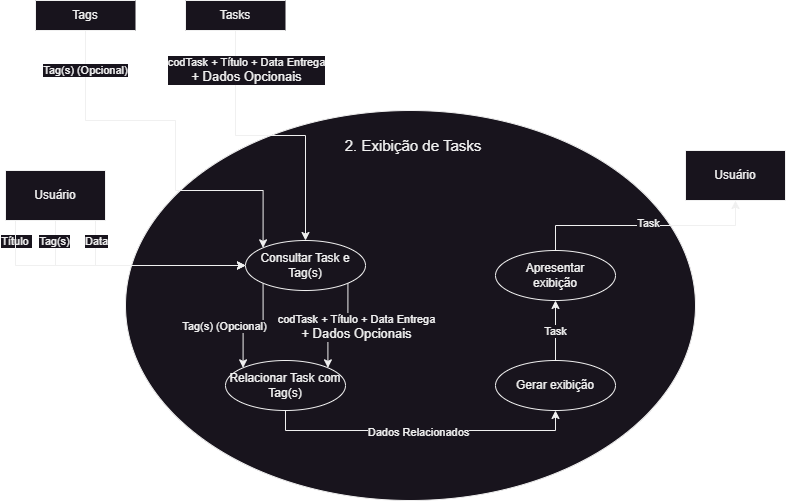 Tags
Tasks
Tag(s) (Opcional)
codTask + Título + Data Entrega
+ Dados Opcionais
2. Exibição de Tasks
Usuário
Usuário
Título
Tag(s)
Data
Task
Consultar Task e
Tag(s)
Apresentar
exibição
Tag(s) (Opcional)
codTask + Título + Data Entrega
+ Dados Opcionais
Task
Relacionar Task com
Tag(s)
Gerar exibição
Dados Relacionados